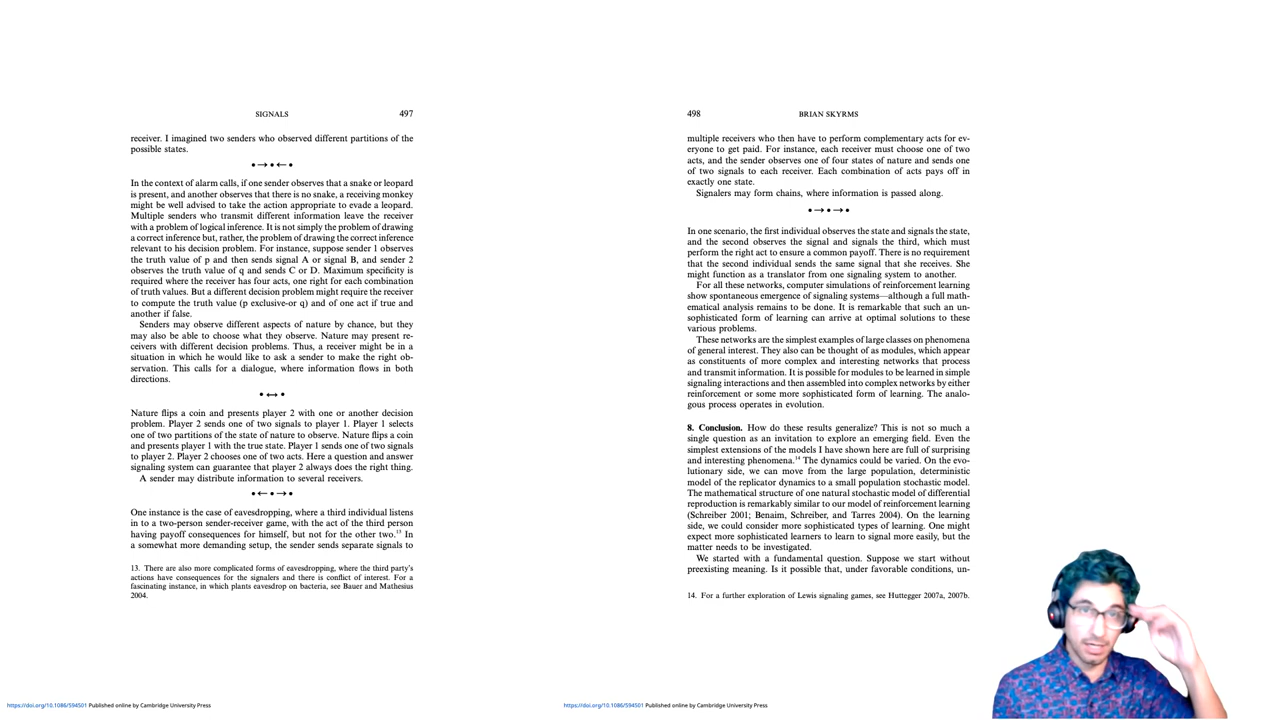 SIGNALS 497
receiver. I imagined two senders who observed different partitions of the
possible states.
•→•←•
In the context of alarm calls, if one sender observes that a snake or leopard
is present, and another observes that there is no snake, a receiving monkey
might be well advised to take the action appropriate to evade a leopard.
Multiple senders who transmit different information leave the receiver
with a problem of logical inference. It is not simply the problem of drawing
a correct inference but, rather, the problem of drawing the correct inference
relevant to his decision problem. For instance, suppose sender 1 observes
the truth value of p and then sends signal A or signal B, and sender 2
observes the truth value of q and sends C or D. Maximum specificity is
required where the receiver has four acts, one right for each combination
of truth values. But a different decision problem might require the receiver
to compute the truth value (p exclusive-or q) and of one act if true and
another if false.
Senders may observe different aspects of nature by chance, but they
may also be able to choose what they observe. Nature may present re-
ceivers with different decision problems. Thus, a receiver might be in a
situation in which he would like to ask a sender to make the right ob-
servation. This calls for a dialogue, where information flows in both
directions.
•↔•
Nature flips a coin and presents player 2 with one or another decision
problem. Player 2 sends one of two signals to player 1. Player 1 selects
one of two partitions of the state of nature to observe. Nature flips a coin
and presents player 1 with the true state. Player 1 sends one of two signals
to player 2. Player 2 chooses one of two acts. Here a question and answer
signaling system can guarantee that player 2 always does the right thing.
A sender may distribute information to several receivers.
•←•→•
One instance is the case of eavesdropping, where a third individual listens
in to a two-person sender-receiver game, with the act of the third person
having payoff consequences for himself, but not for the other two.13 In
a somewhat more demanding setup, the sender sends separate signals to
13. There are also more complicated forms of eavesdropping, where the third party's
actions have consequences for the signalers and there is conflict of interest. For a
fascinating instance, in which plants eavesdrop on bacteria, see Bauer and Mathesius
2004.
https://doi.org/10.1086/594501 Published online by Cambridge University Press
498 BRIAN SKYRMS
multiple receivers who then have to perform complementary acts for ev-
eryone to get paid. For instance, each receiver must choose one of two
acts, and the sender observes one of four states of nature and sends one
of two signals to each receiver. Each combination of acts pays off in
exactly one state.
Signalers may form chains, where information is passed along.
•→•→•
In one scenario, the first individual observes the state and signals the state,
and the second observes the signal and signals the third, which must
perform the right act to ensure a common payoff. There is no requirement
that the second individual sends the same signal that she receives. She
might function as a translator from one signaling system to another.
For all these networks, computer simulations of reinforcement learning
show spontaneous emergence of signaling systems—although a full math-
ematical analysis remains to be done. It is remarkable that such an un-
sophisticated form of learning can arrive at optimal solutions to these
various problems.
These networks are the simplest examples of large classes on phenomena
of general interest. They also can be thought of as modules, which appear
as constituents of more complex and interesting networks that process
and transmit information. It is possible for modules to be learned in simple
signaling interactions and then assembled into complex networks by either
reinforcement or some more sophisticated form of learning. The analo-
gous process operates in evolution.
8. Conclusion. How do these results generalize? This is not so much a
single question as an invitation to explore an emerging field. Even the
simplest extensions of the models I have shown here are full of surprising
and interesting phenomena.14 The dynamics could be varied. On the evo-
lutionary side, we can move from the large population, deterministic
model of the replicator dynamics to a small population stochastic model.
The mathematical structure of one natural stochastic model of differential
reproduction is remarkably similar to our model of reinforcement learning
(Schreiber 2001; Benaim, Schreiber, and Tarres 2004). On the learning
side, we could consider more sophisticated types of learning. One might
expect more sophisticated learners to learn to signal more easily, but the
matter needs to be investigated.
We started with a fundamental question. Suppose we start without
preexisting meaning. Is it possible that, under favorable conditions, un-
14. For a further exploration of Lewis signaling games, see Huttegger 2007a, 2007b.
https://doi.org/10.1086/594501 Published online by Cambridge University Press